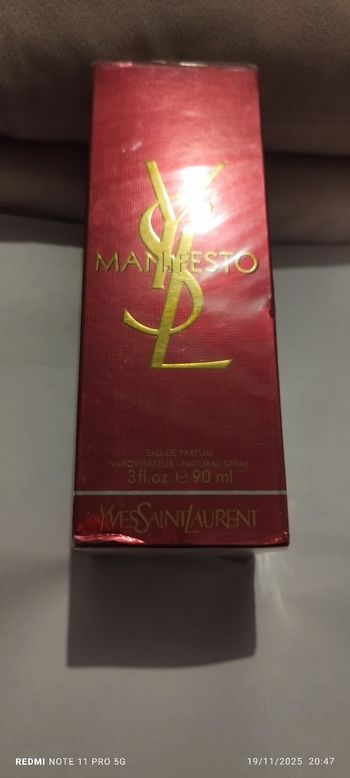 YSL
MANIFESTO
EAU DE PARFUM
VAPORISATEUR - NATURAL SPRAY
3 fl.oz. ℮ 90 ml
YVESSAINTLAURENT
REDMI NOTE 11 PRO 5G
19/11/2025 20:47